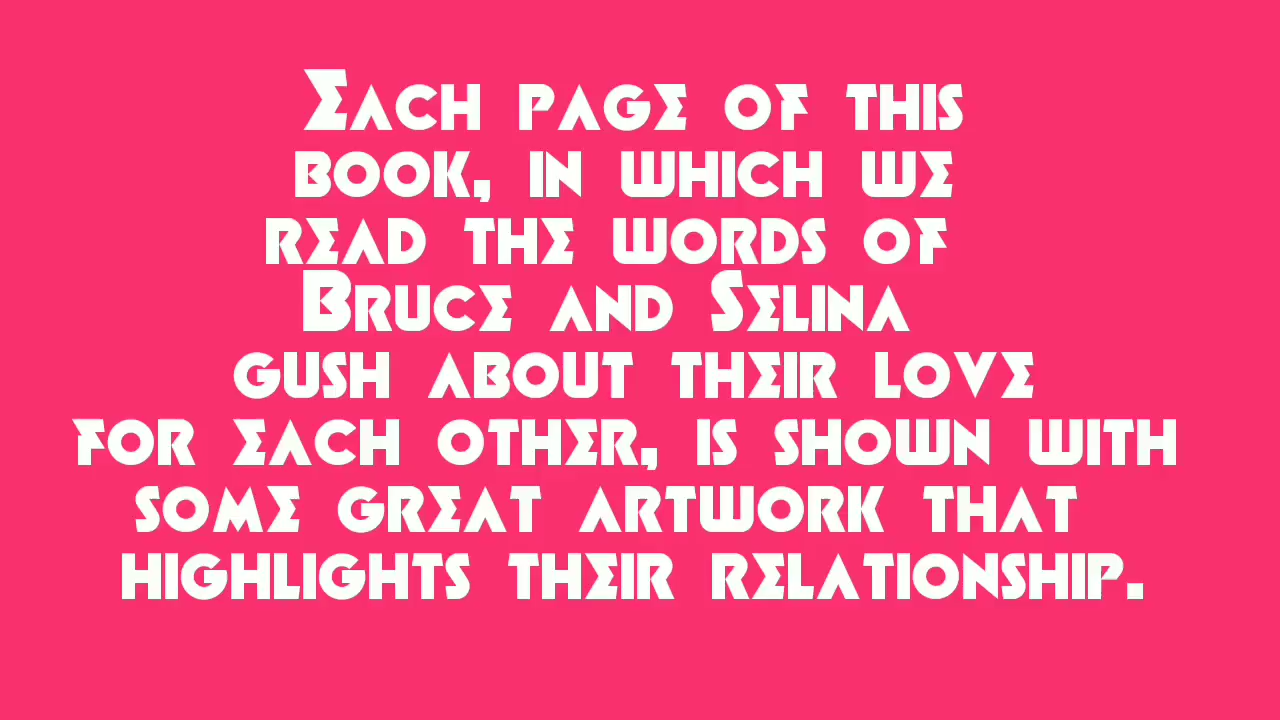 Each page of this
book, in which we
read the words of
Bruce and Selina
gush about their love
for each other, is shown with
some great artwork that
highlights their relationship.